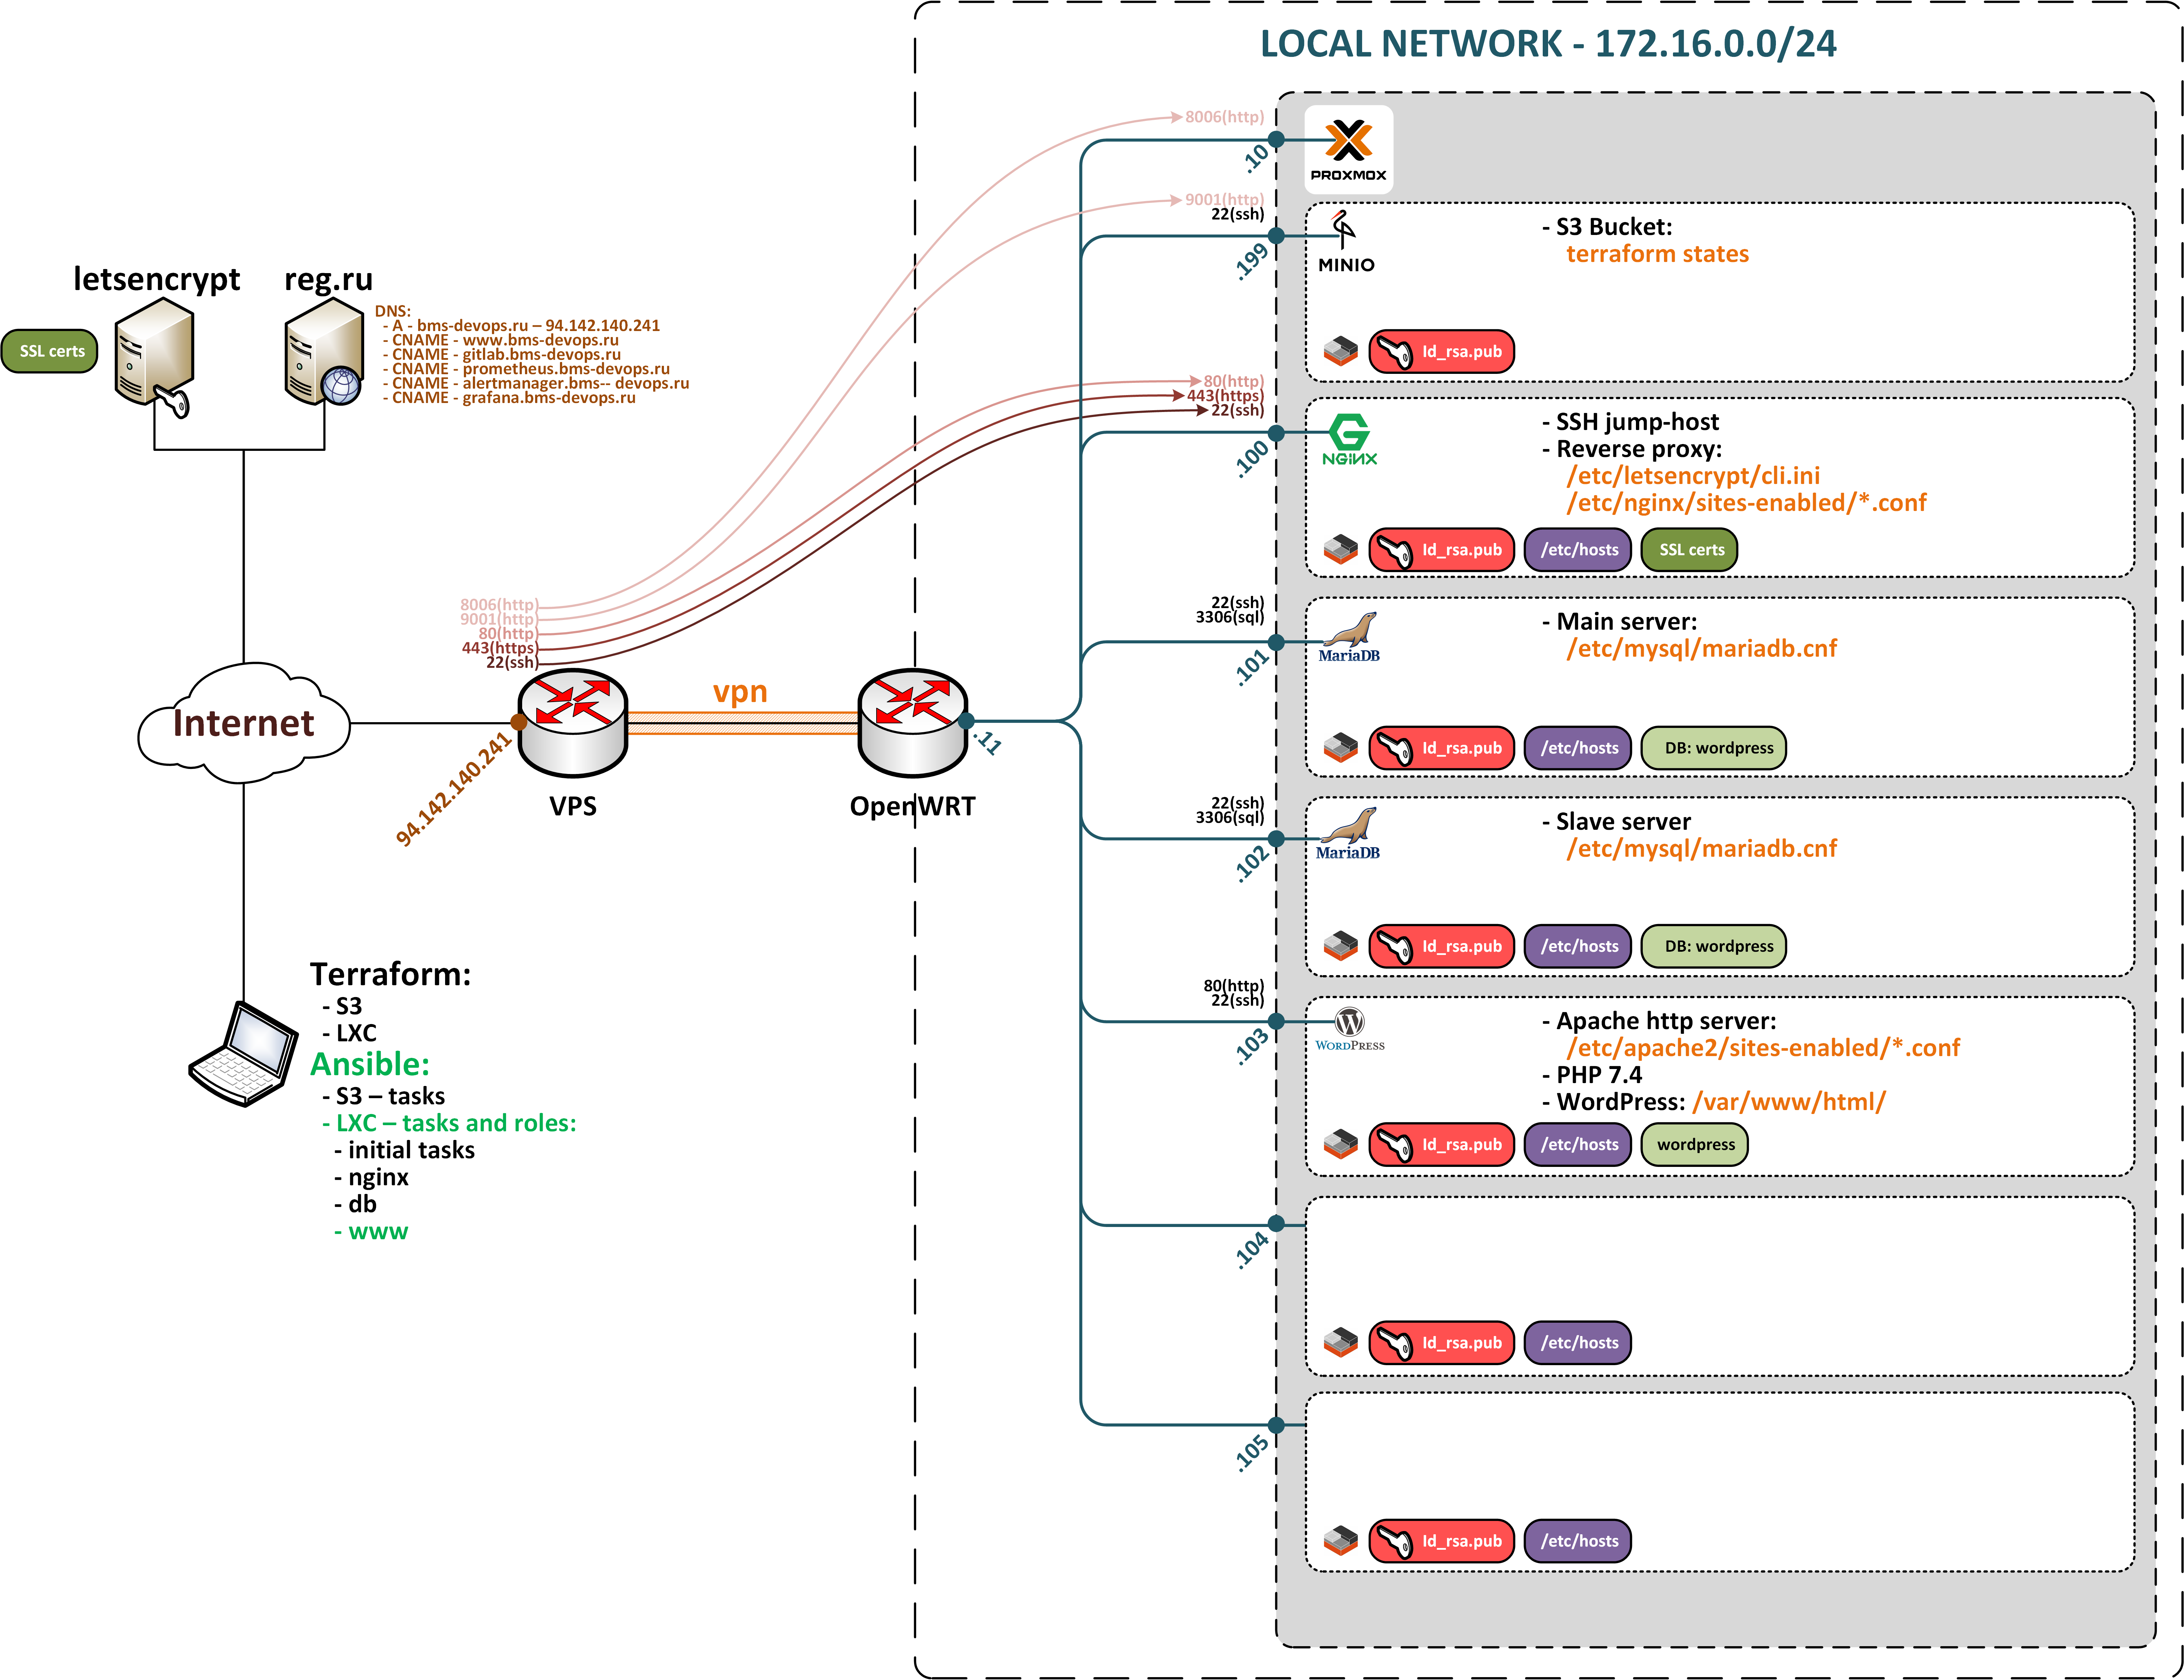 LOCAL NETWORK - 172.16.0.0/24
8006(http)
.10
PROXMOX
9001(http)
22(ssh)
.199
MINIO
- S3 Bucket:
terraform states
Id_rsa.pub
letsencrypt
reg.ru
SSL certs
DNS:
- A - bms-devops.ru – 94.142.140.241
- CNAME - www.bms-devops.ru
- CNAME - gitlab.bms-devops.ru
- CNAME - prometheus.bms-devops.ru
- CNAME - alertmanager.bms-- devops.ru
- CNAME - grafana.bms-devops.ru
80(http)
443(https)
22(ssh)
.100
NGINX
- SSH jump-host
- Reverse proxy:
/etc/letsencrypt/cli.ini
/etc/nginx/sites-enabled/*.conf
Id_rsa.pub
/etc/hosts
SSL certs
8006(http)
9001(http)
80(http)
443(https)
22(ssh)
Internet
94.142.140.241
VPS
vpn
OpenWRT
.11
22(ssh)
3306(sql)
.101
MariaDB
- Main server:
/etc/mysql/mariadb.cnf
Id_rsa.pub
/etc/hosts
DB: wordpress
22(ssh)
3306(sql)
.102
MariaDB
- Slave server
/etc/mysql/mariadb.cnf
Id_rsa.pub
/etc/hosts
DB: wordpress
Terraform:
- S3
- LXC
Ansible:
- S3 – tasks
- LXC – tasks and roles:
- initial tasks
- nginx
- db
- www
80(http)
22(ssh)
.103
WORDPRESS
- Apache http server:
/etc/apache2/sites-enabled/*.conf
- PHP 7.4
- WordPress: /var/www/html/
Id_rsa.pub
/etc/hosts
wordpress
.104
Id_rsa.pub
/etc/hosts
.105
Id_rsa.pub
/etc/hosts